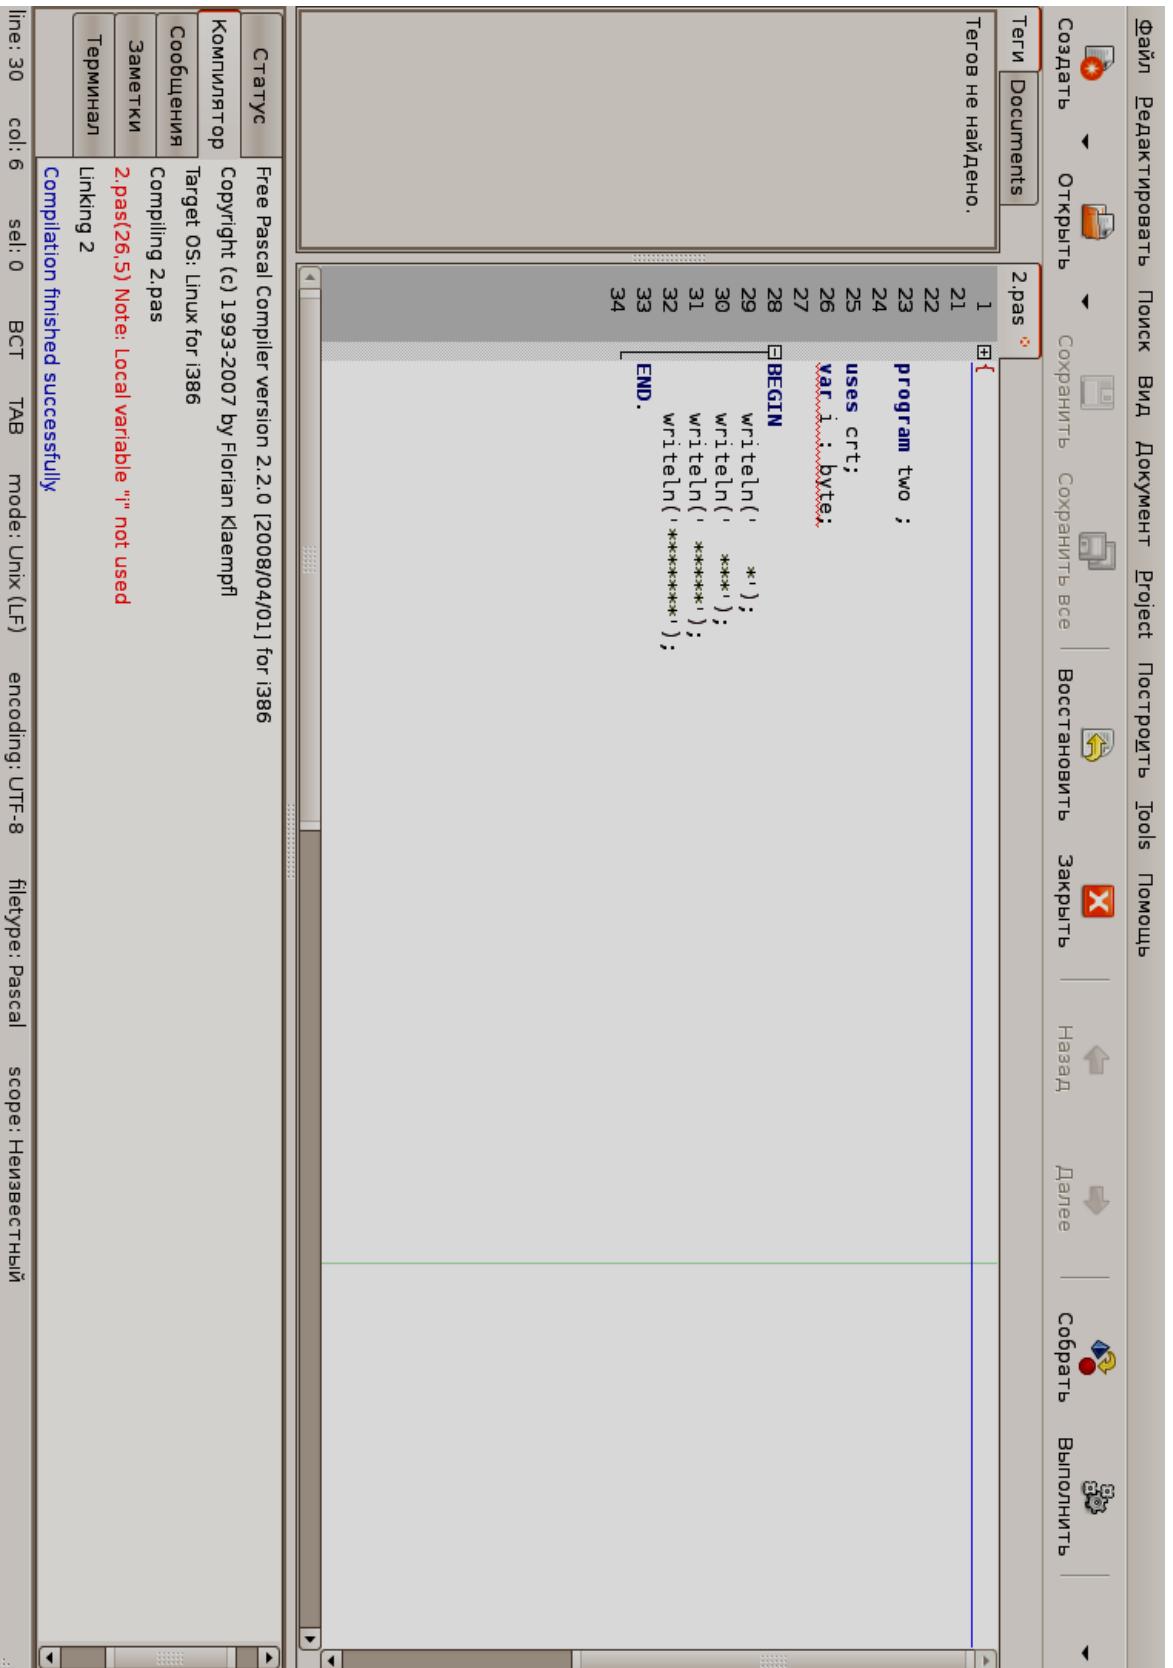 Файл Редактировать Поиск Вид Документ Project Построить Tools Помощь
Создать Открыть Сохранить Сохранить все Восстановить Закрыть Назад Далее Собрать Выполнить
Теги Documents
Тегов не найдено.
2.pas
1 {
21
22
23 program two ;
24
25 uses crt;
26 var i : byte;
27
28 BEGIN
29 writeln('   *');
30 writeln('  ***');
31 writeln(' *****');
32 writeln('*******');
33 END.
34
Статус
Компилятор
Сообщения
Заметки
Терминал
Free Pascal Compiler version 2.2.0 [2008/04/01] for i386
Copyright (c) 1993-2007 by Florian Klaempfl
Target OS: Linux for i386
Compiling 2.pas
2.pas(26,5) Note: Local variable "i" not used
Linking 2
Compilation finished successfully.
line: 30 col: 6 sel: 0 ВСТ TAB mode: Unix (LF) encoding: UTF-8 filetype: Pascal scope: Неизвестный